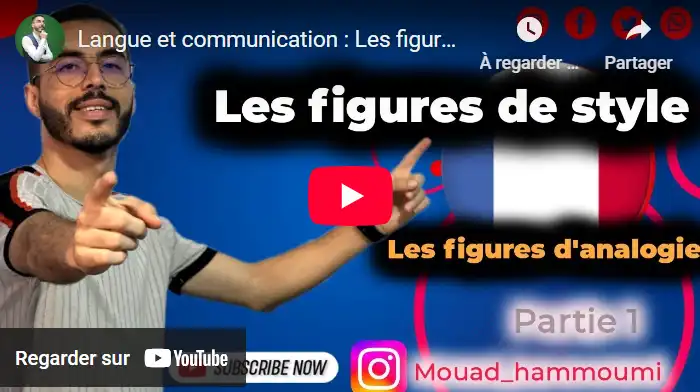 Langue et communication : Les figur...
À regarder ...
Partager
Les figures de style
Les figures d'analogie
Partie 1
Regarder sur YouTube
SUBSCRIBE NOW
Mouad_hammoumi